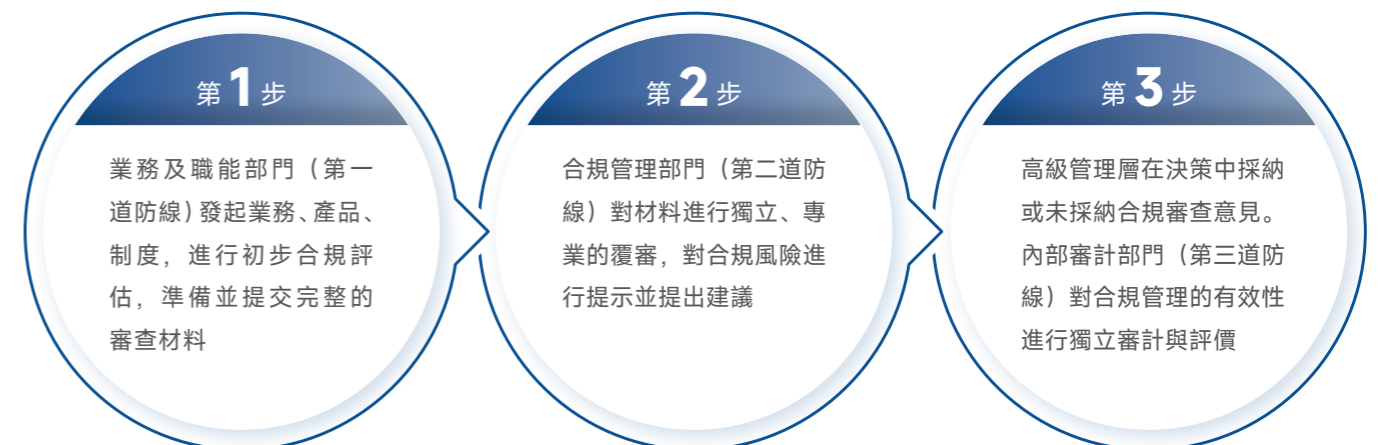 第1步
業務及職能部門（第一
道防線）發起業務、產品、
制度，進行初步合規評
估，準備並提交完整的
審查材料
第2步
合規管理部門（第二道防
線）對材料進行獨立、專
業的覆審，對合規風險進
行提示並提出建議
第3步
高級管理層在決策中採納
或未採納合規審查意見。
內部審計部門（第三道防
線）對合規管理的有效性
進行獨立審計與評價